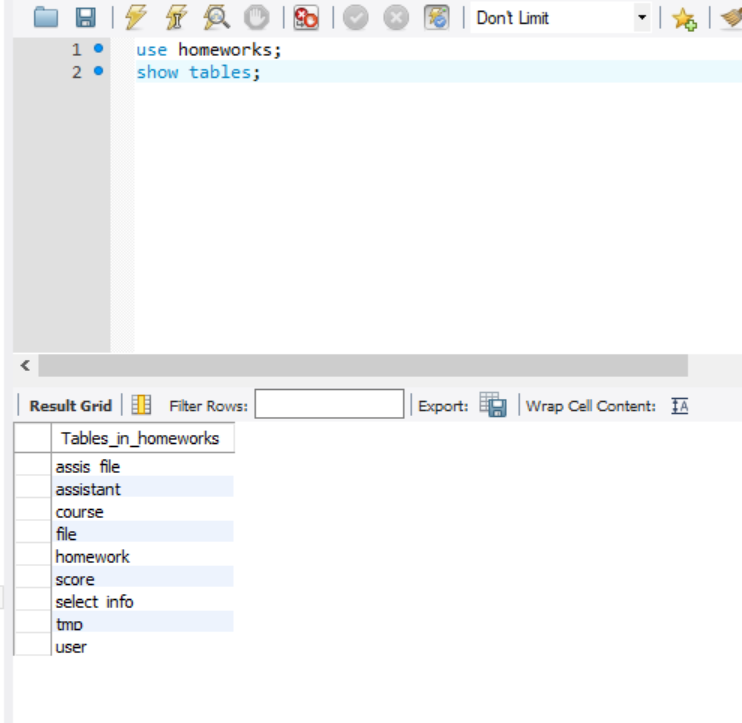 Don't Limit
1 use homeworks;
2 show tables;
Result Grid Filter Rows: Export: Wrap Cell Content: IA
Tables_in_homeworks
assis_file
assistant
course
file
homework
score
select_info
tmp
user